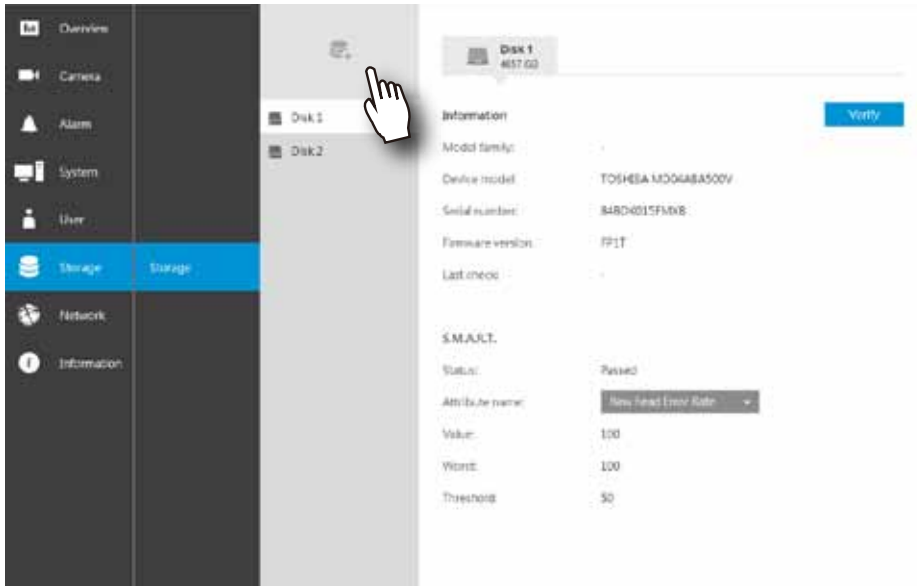 Overview
Camera
Alarm
System
User
Storage
Storage
Network
Information
Disk 1
Disk 2
Disk 1
4657 GB
Information
Verify
Model family:
-
Device model:
TOSHIBA MD04ABA500V
Serial number:
Firmware version:
FP1T
Last check:
-
S.M.A.R.T.
Status:
Passed
Attribute name:
Raw Read Error Rate
Value:
100
Worst:
100
Threshold:
50